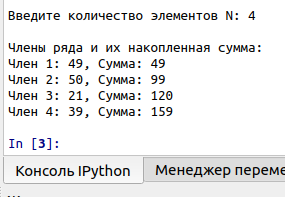 Введите количество элементов N: 4
Члены ряда и их накопленная сумма:
Член 1: 49, Сумма: 49
Член 2: 50, Сумма: 99
Член 3: 21, Сумма: 120
Член 4: 39, Сумма: 159
In [3]:
Консоль IPython
Менеджер переме